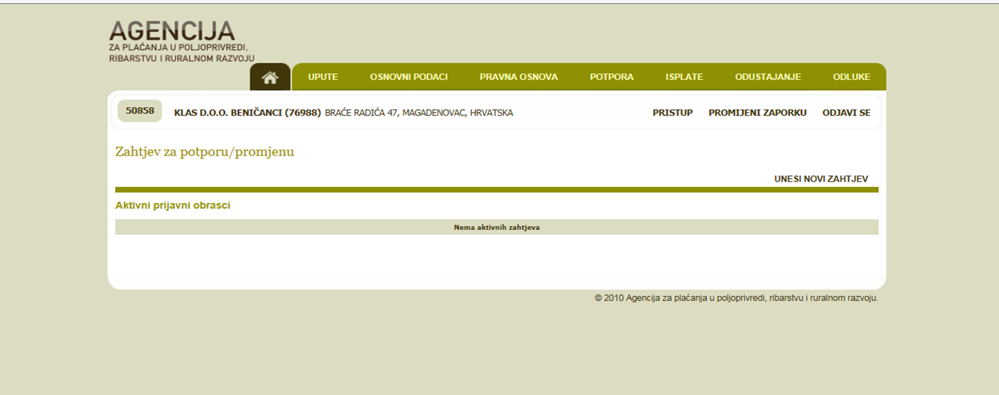 AGENCIJA
ZA PLAĆANJA U POLJOPRIVREDI,
RIBARSTVU I RURALNOM RAZVOJU
UPUTE OSNOVNI PODACI PRAVNA OSNOVA POTPORA ISPLATE ODUSTAJANJE ODLUKE
50858 KLAS D.O.O. BENIČANCI (76988) BRAĆE RADIĆA 47, MAGADENOVAC, HRVATSKA PRISTUP PROMIJENI ZAPORKU ODJAVI SE
Zahtjev za potporu/promjenu
UNESI NOVI ZAHTJEV
Aktivni prijavni obrasci
Nema aktivnih zahtjeva
© 2010 Agencija za plaćanja u poljoprivredi, ribarstvu i ruralnom razvoju.